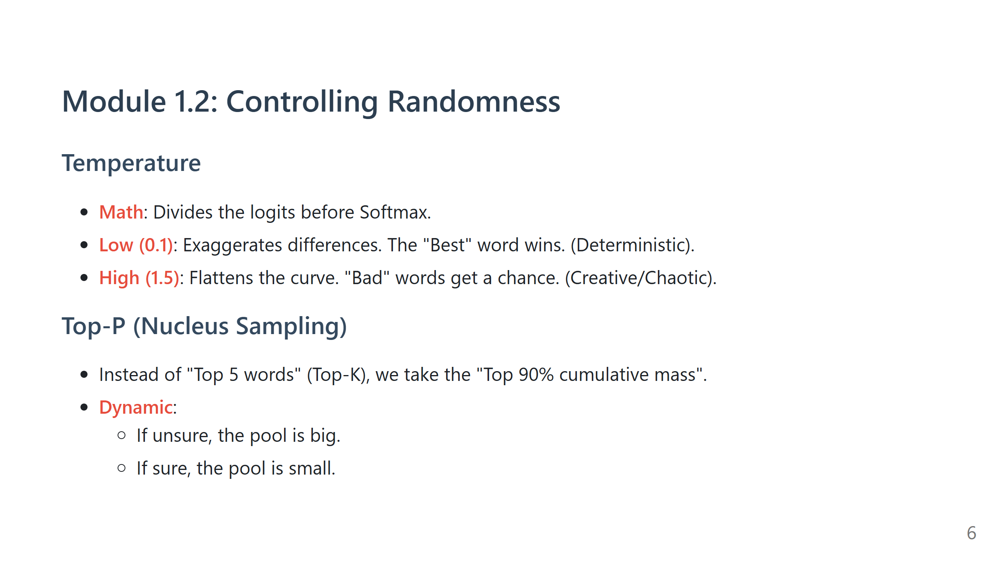 Module 1.2: Controlling Randomness
Temperature
Math: Divides the logits before Softmax.
Low (0.1): Exaggerates differences. The "Best" word wins. (Deterministic).
High (1.5): Flattens the curve. "Bad" words get a chance. (Creative/Chaotic).
Top-P (Nucleus Sampling)
Instead of "Top 5 words" (Top-K), we take the "Top 90% cumulative mass".
Dynamic:
If unsure, the pool is big.
If sure, the pool is small.
6